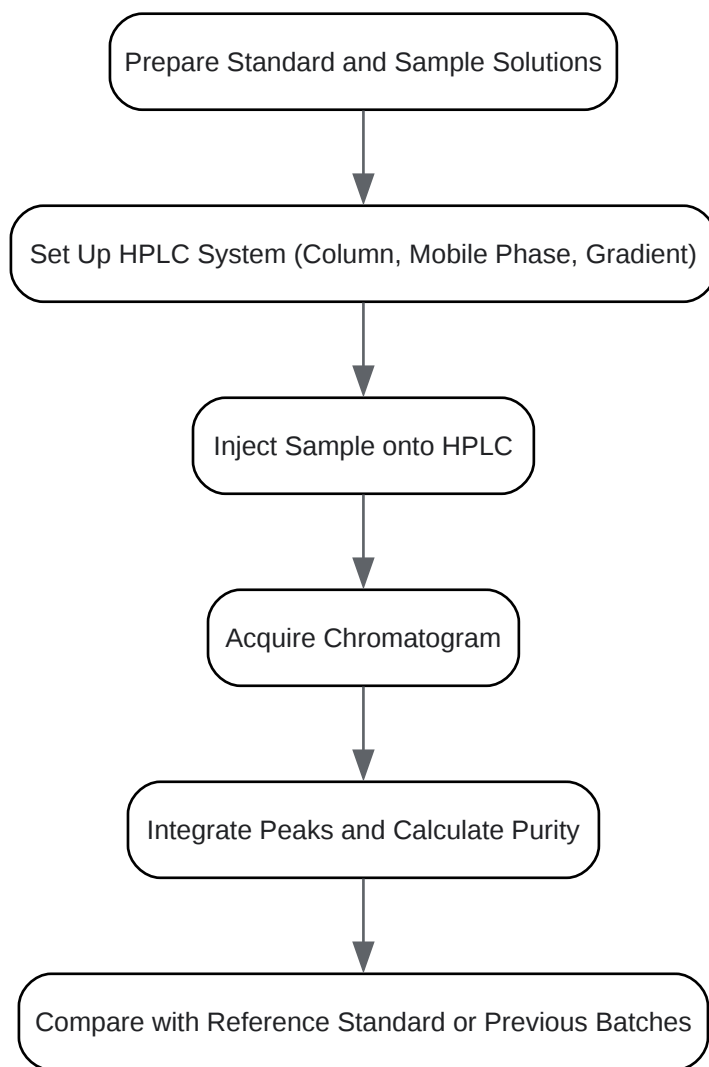 Prepare Standard and Sample Solutions
Set Up HPLC System (Column, Mobile Phase, Gradient)
Inject Sample onto HPLC
Acquire Chromatogram
Integrate Peaks and Calculate Purity
Compare with Reference Standard or Previous Batches